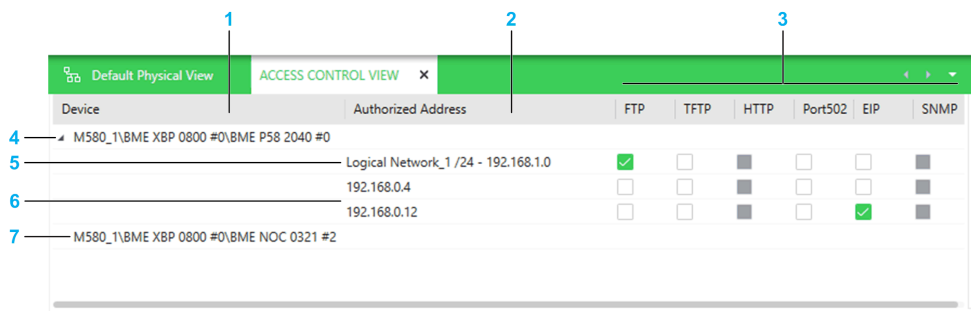 1 2 3
Default Physical View ACCESS CONTROL VIEW
Device Authorized Address FTP TFTP HTTP Port502 EIP SNMP
4 M580_1\BME XBP 0800 #0\BME P58 2040 #0
5 Logical Network_1 /24 - 192.168.1.0
192.168.0.4
6
192.168.0.12
7 M580_1\BME XBP 0800 #0\BME NOC 0321 #2